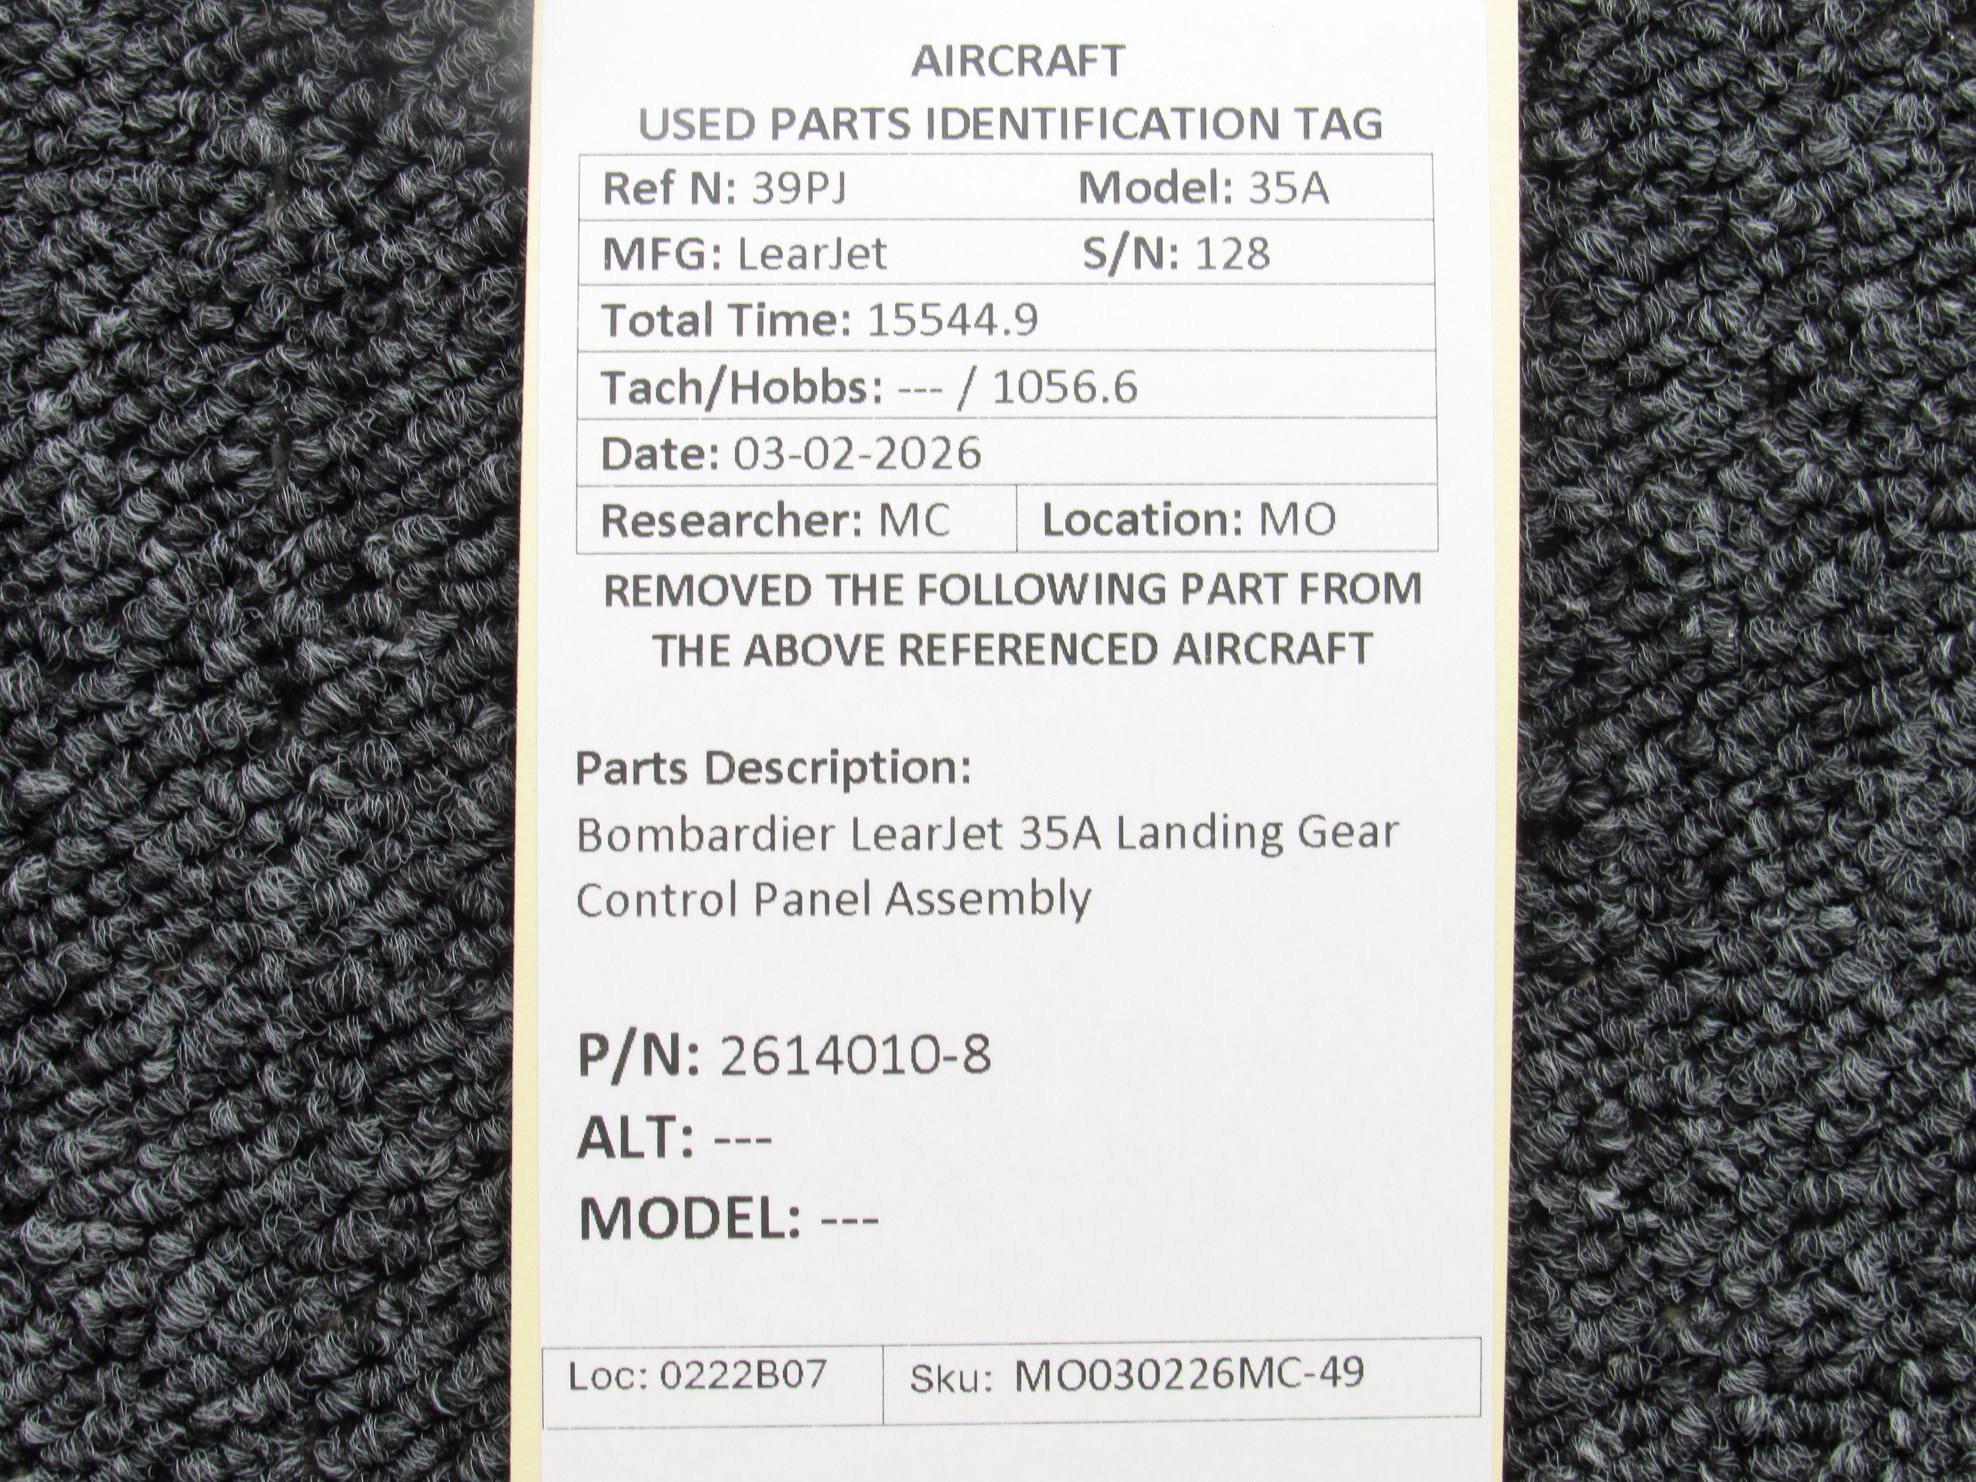 AIRCRAFT
USED PARTS IDENTIFICATION TAG
Ref N: 39PJ Model: 35A
MFG: LearJet S/N: 128
Total Time: 15544.9
Tach/Hobbs: --- / 1056.6
Date: 03-02-2026
Researcher: MC Location: MO
REMOVED THE FOLLOWING PART FROM
THE ABOVE REFERENCED AIRCRAFT
Parts Description:
Bombardier LearJet 35A Landing Gear
Control Panel Assembly
P/N: 2614010-8
ALT: ---
MODEL: ---
Loc: 0222B07 Sku: MO030226MC-49